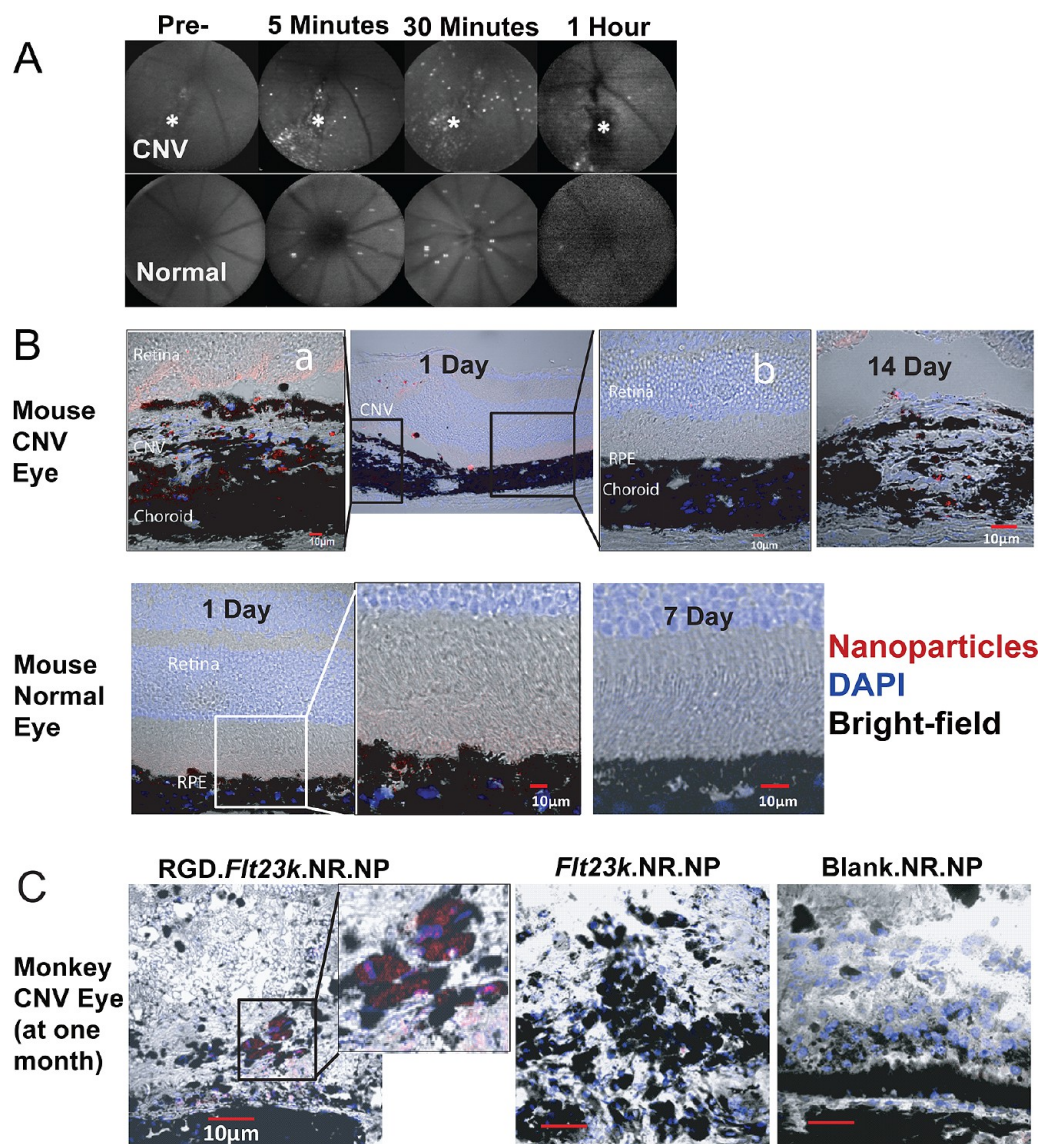 A
Pre-
5 Minutes
30 Minutes
1 Hour
*
*
*
*
CNV
Normal
B
Mouse
CNV
Eye
Retina
a
CNV
Choroid
10µm
1 Day
CNV
b
Retina
RPE
Choroid
10µm
14 Day
10µm
Mouse
Normal
Eye
1 Day
Retina
RPE
10µm
7 Day
10µm
Nanoparticles
DAPI
Bright-field
C
RGD.Flt23k.NR.NP
Flt23k.NR.NP
Blank.NR.NP
Monkey
CNV Eye
(at one
month)
10µm